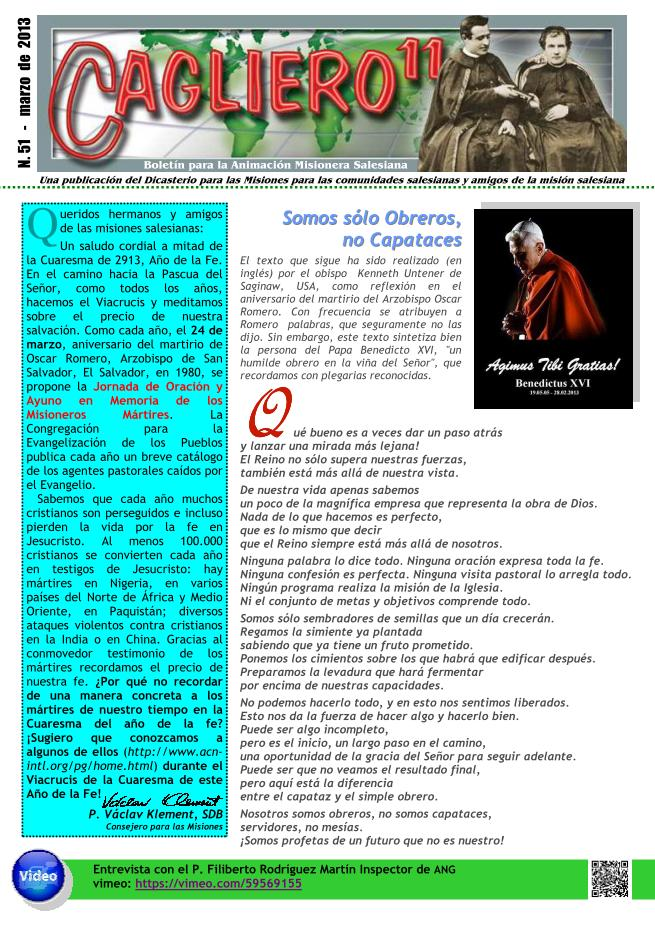 N. 51 - marzo de 2013
CAGLIERO 11
Boletín para la Animación Misionera Salesiana
Una publicación del Dicasterio para las Misiones para las comunidades salesianas y amigos de la misión salesiana
Queridos hermanos y amigos
de las misiones salesianas:
Un saludo cordial a mitad de
la Cuaresma de 2913, Año de la Fe.
En el camino hacia la Pascua del
Señor, como todos los años,
hacemos el Viacrucis y meditamos
sobre el precio de nuestra
salvación. Como cada año, el 24 de
marzo, aniversario del martirio de
Oscar Romero, Arzobispo de San
Salvador, El Salvador, en 1980, se
propone la Jornada de Oración y
Ayuno en Memoria de los
Misioneros Mártires. La
Congregación para la
Evangelización de los Pueblos
publica cada año un breve catálogo
de los agentes pastorales caídos por
el Evangelio.
Sabemos que cada año muchos
cristianos son perseguidos e incluso
pierden la vida por la fe en
Jesucristo. Al menos 100.000
cristianos se convierten cada año
en testigos de Jesucristo: hay
mártires en Nigeria, en varios
países del Norte de África y Medio
Oriente, en Paquistán; diversos
ataques violentos contra cristianos
en la India o en China. Gracias al
conmovedor testimonio de los
mártires recordamos el precio de
nuestra fe. ¿Por qué no recordar
de una manera concreta a los
mártires de nuestro tiempo en la
Cuaresma del año de la fe?
¡Sugiero que conozcamos a
algunos de ellos (http://www.acn-
intl.org/pg/home.html) durante el
Viacrucis de la Cuaresma de este
Año de la Fe!
Václav Klement
P. Václav Klement, SDB
Consejero para las Misiones
Somos sólo Obreros,
no Capataces
El texto que sigue ha sido realizado (en
inglés) por el obispo Kenneth Untener de
Saginaw, USA, como reflexión en el
aniversario del martirio del Arzobispo Oscar
Romero. Con frecuencia se atribuyen a
Romero palabras, que seguramente no las
dijo. Sin embargo, este texto sintetiza bien
la persona del Papa Benedicto XVI, "un
humilde obrero en la viña del Señor", que
recordamos con plegarias reconocidas.
Agimus Tibi Gratias!
Benedictus XVI
19.05.05 - 28.02.2013
Qué bueno es a veces dar un paso atrás
y lanzar una mirada más lejana!
El Reino no sólo supera nuestras fuerzas,
también está más allá de nuestra vista.
De nuestra vida apenas sabemos
un poco de la magnífica empresa que representa la obra de Dios.
Nada de lo que hacemos es perfecto,
que es lo mismo que decir
que el Reino siempre está más allá de nosotros.
Ninguna palabra lo dice todo. Ninguna oración expresa toda la fe.
Ninguna confesión es perfecta. Ninguna visita pastoral lo arregla todo.
Ningún programa realiza la misión de la Iglesia.
Ni el conjunto de metas y objetivos comprende todo.
Somos sólo sembradores de semillas que un día crecerán.
Regamos la simiente ya plantada
sabiendo que ya tiene un fruto prometido.
Ponemos los cimientos sobre los que habrá que edificar después.
Preparamos la levadura que hará fermentar
por encima de nuestras capacidades.
No podemos hacerlo todo, y en esto nos sentimos liberados.
Esto nos da la fuerza de hacer algo y hacerlo bien.
Puede ser algo incompleto,
pero es el inicio, un largo paso en el camino,
una oportunidad de la gracia del Señor para seguir adelante.
Puede ser que no veamos el resultado final,
pero aquí está la diferencia
entre el capataz y el simple obrero.
Nosotros somos obreros, no somos capataces,
servidores, no mesías.
¡Somos profetas de un futuro que no es nuestro!
Video
Entrevista con el P. Filiberto Rodríguez Martín Inspector de ANG
vimeo: https://vimeo.com/59569155